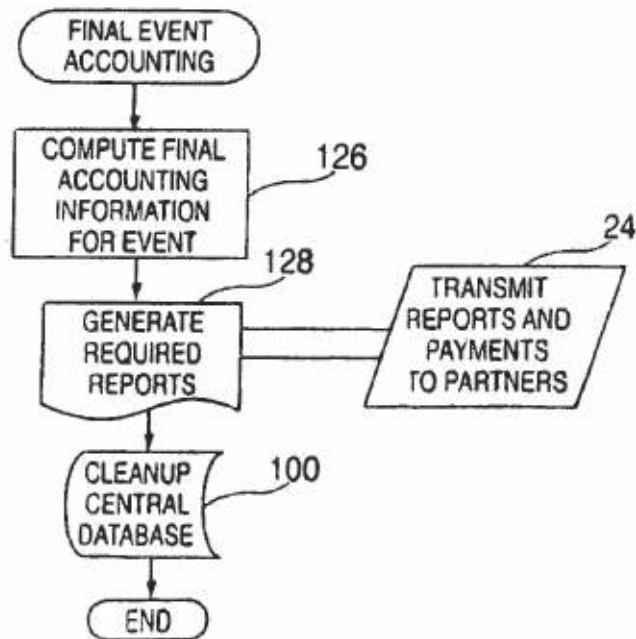 FINAL EVENT
ACCOUNTING
COMPUTE FINAL
ACCOUNTING
INFORMATION
FOR EVENT
126
128
GENERATE
REQUIRED
REPORTS
24
TRANSMIT
REPORTS AND
PAYMENTS
TO PARTNERS
CLEANUP
CENTRAL
DATABASE
100
END